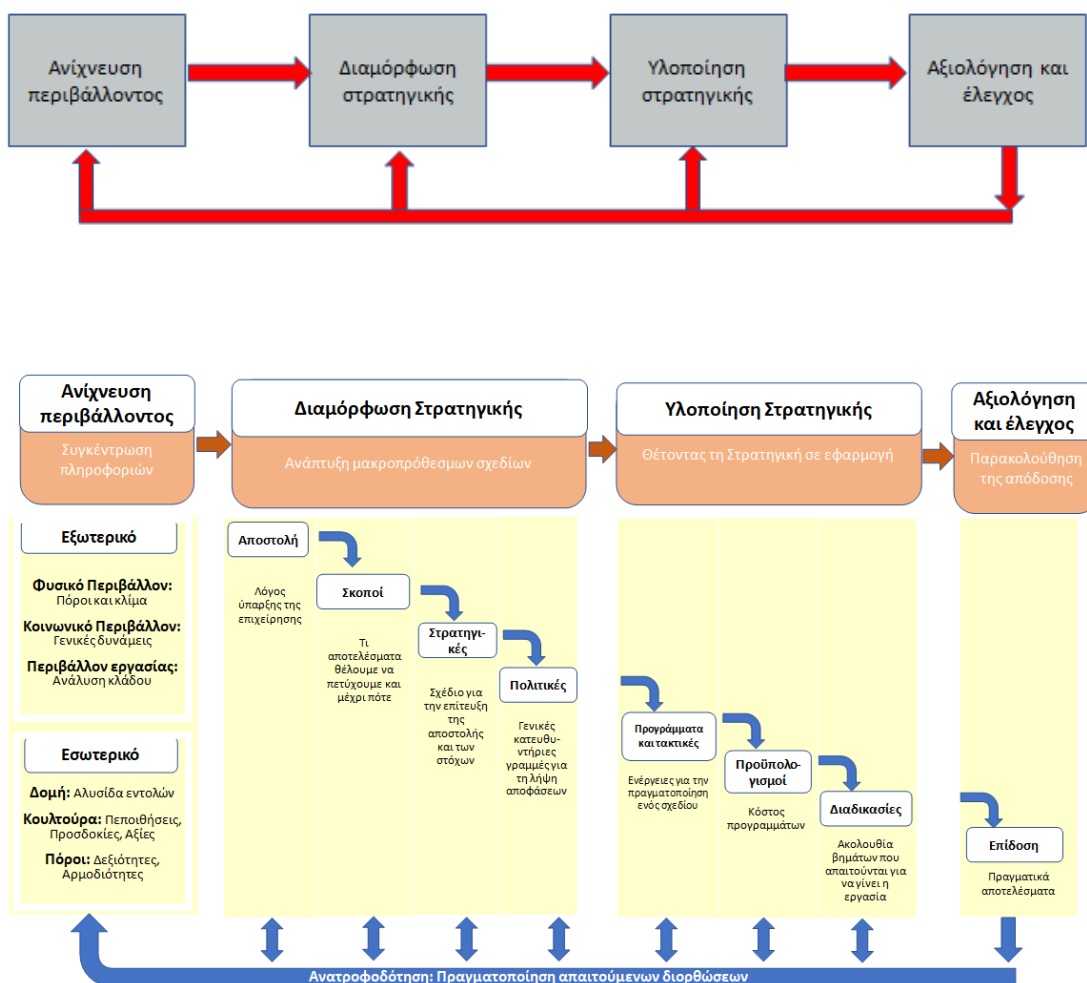 Ανίχνευση
περιβάλλοντος
Διαμόρφωση
στρατηγικής
Υλοποίηση
στρατηγικής
Αξιολόγηση και
έλεγχος
Ανίχνευση
περιβάλλοντος
Συγκέντρωση
πληροφοριών
Διαμόρφωση Στρατηγικής
Ανάπτυξη μακροπρόθεσμων σχεδίων
Υλοποίηση Στρατηγικής
Θέτοντας τη Στρατηγική σε εφαρμογή
Αξιολόγηση
και έλεγχος
Παρακολούθηση
της απόδοσης
Εξωτερικό
Φυσικό Περιβάλλον:
Πόροι και κλίμα
Κοινωνικό Περιβάλλον:
Γενικές δυνάμεις
Περιβάλλον εργασίας:
Ανάλυση κλάδου
Εσωτερικό
Δομή: Αλυσίδα εντολών
Κουλτούρα: Πεποιθήσεις,
Προσδοκίες, Αξίες
Πόροι: Δεξιότητες,
Αρμοδιότητες
Αποστολή
Λόγος
ύπαρξης της
επιχείρησης
Σκοποί
Τι
αποτελέσματα
θέλουμε να
πετύχουμε και
μέχρι πότε
Στρατηγι-
κές
Σχέδιο για
την επίτευξη
της
αποστολής
και των
στόχων
Πολιτικές
Γενικές
κατευθυ-
ντήριες
γραμμές για
τη λήψη
αποφάσεων
Προγράμματα
και τακτικές
Ενέργειες για την
πραγματοποίηση
ενός σχεδίου
Προϋπολο-
γισμοί
Κόστος
προγραμμάτων
Διαδικασίες
Ακολουθία
βημάτων που
απαιτούνται για
να γίνει η
εργασία
Επίδοση
Πραγματικά
αποτελέσματα
Ανατροφοδότηση: Πραγματοποίηση απαιτούμενων διορθώσεων